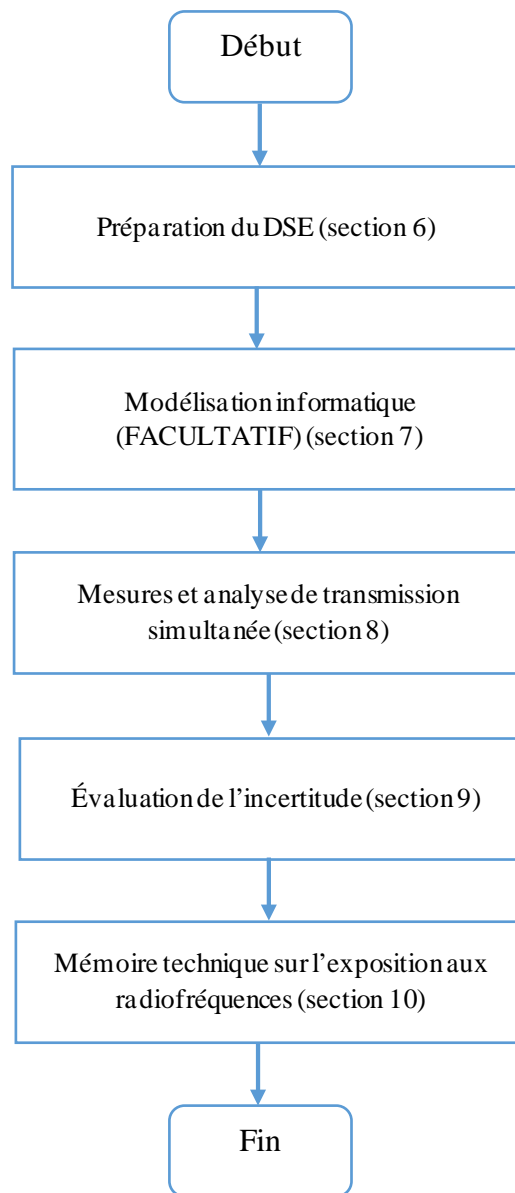 Début
Préparation du DSE (section 6)
Modélisation informatique
(FACULTATIF) (section 7)
Mesures et analyse de transmission
simultanée (section 8)
Évaluation de l’incertitude (section 9)
Mémoire technique sur l’exposition aux
radiofréquences (section 10)
Fin